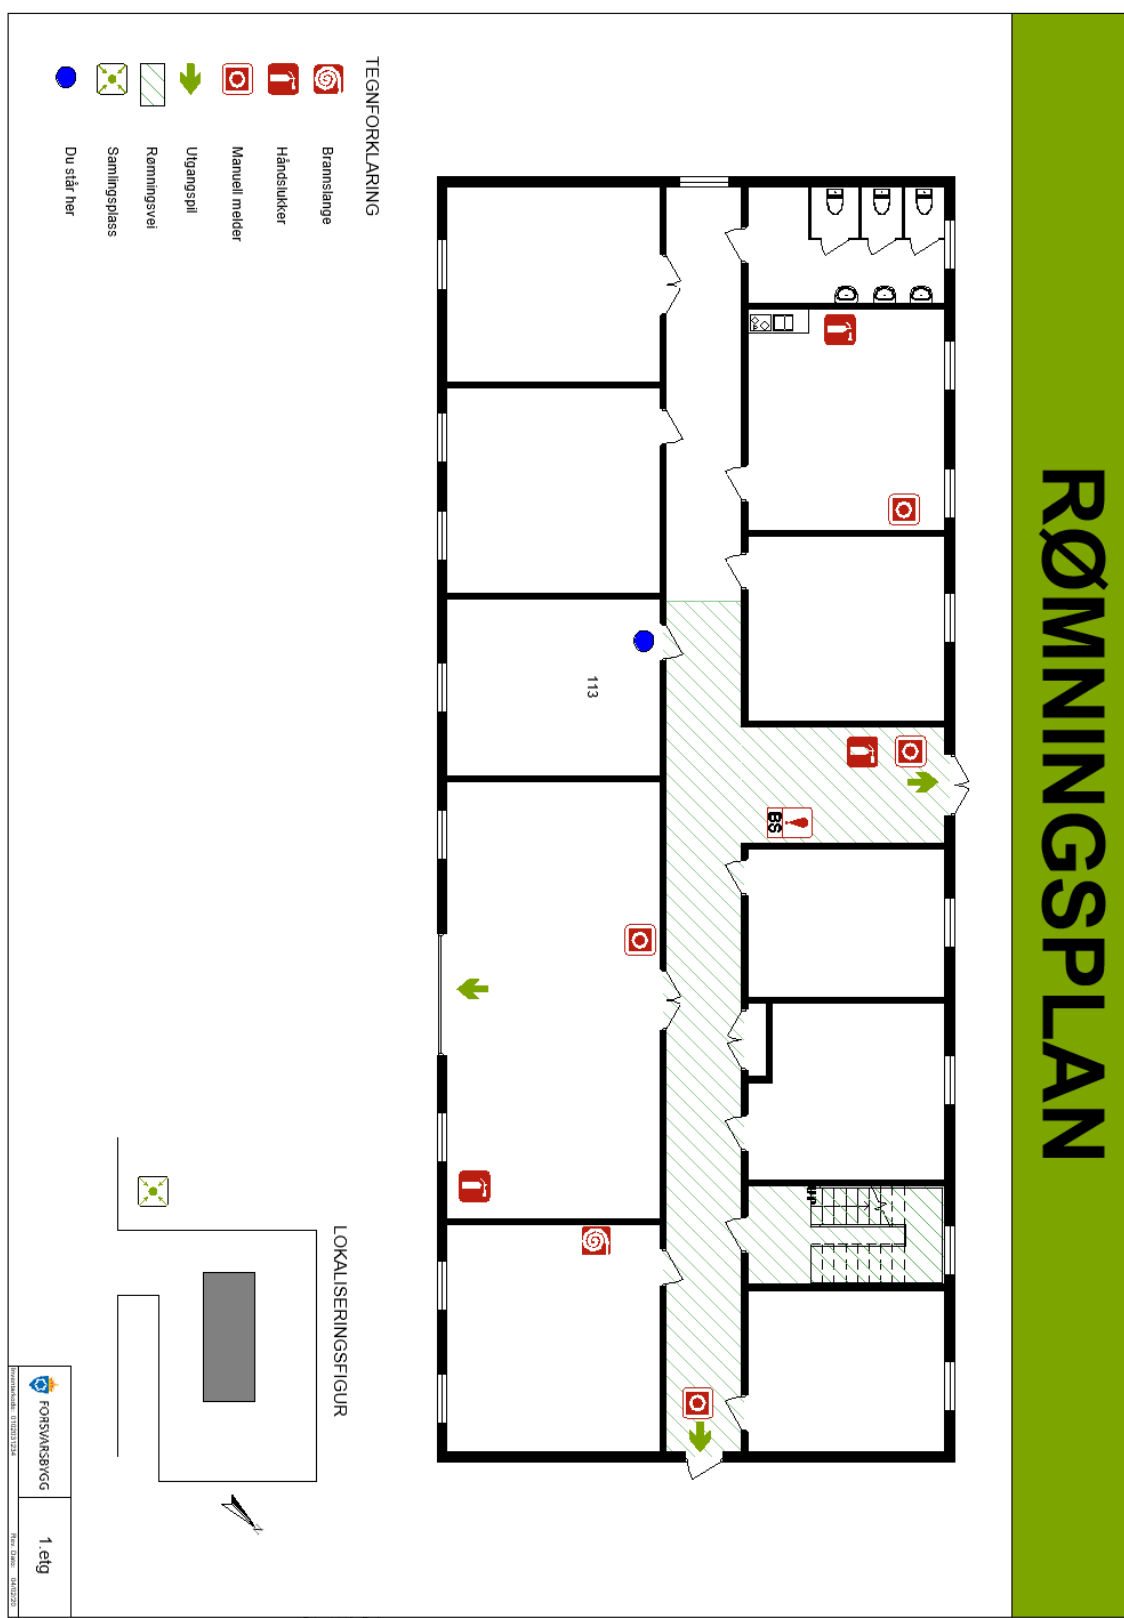 RØMNINGSPLAN
TEGNFORKLARING
Brannslange
Håndslukker
Manuell melder
Utgangspil
Rømningsvei
Samlingsplass
Du står her
113
BS
LOKALISERINGSFIGUR
FORSVARSBYGG
1.etg